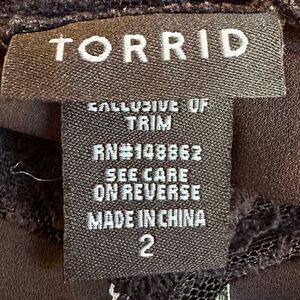 TORRID
EXCLUSIVE OF
TRIM
RN#148862
SEE CARE
ON REVERSE
MADE IN CHINA
2